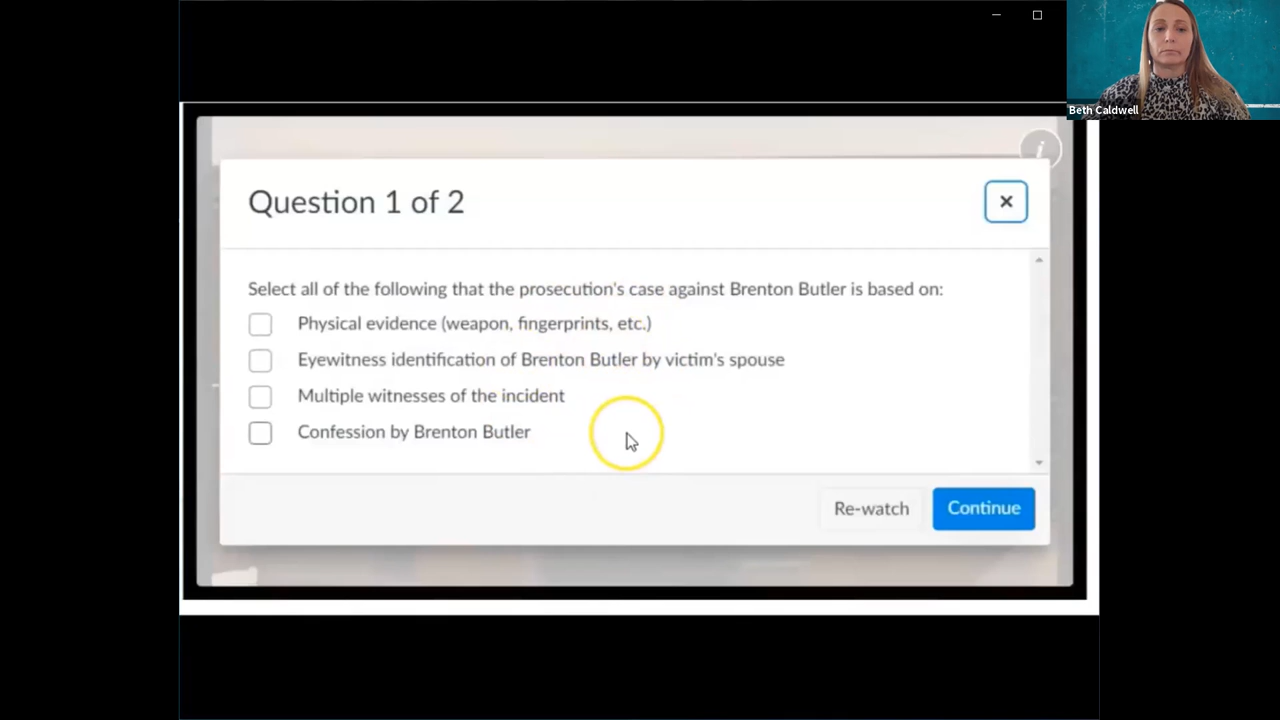 Beth Caldwell
i
Question 1 of 2
Select all of the following that the prosecution's case against Brenton Butler is based on:
Physical evidence (weapon, fingerprints, etc.)
Eyewitness identification of Brenton Butler by victim's spouse
Multiple witnesses of the incident
Confession by Brenton Butler
Re-watch
Continue